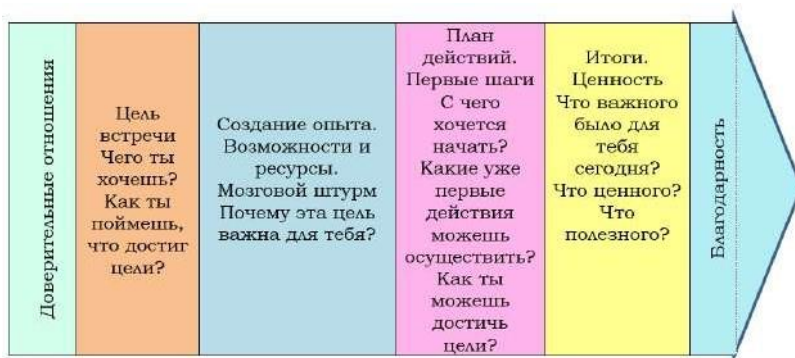 Доверительные отношения
Цель
встречи
Чего ты
хочешь?
Как ты
поймешь,
что достиг
цели?
Создание опыта.
Возможности и
ресурсы.
Мозговой штурм
Почему эта цель
важна для тебя?
План
действий.
Первые шаги
С чего
хочется
начать?
Какие уже
первые
действия
можешь
осуществить?
Как ты
можешь
достичь
цели?
Итоги.
Ценность
Что важного
было для
тебя
сегодня?
Что ценного?
Что
полезного?
Благодарность